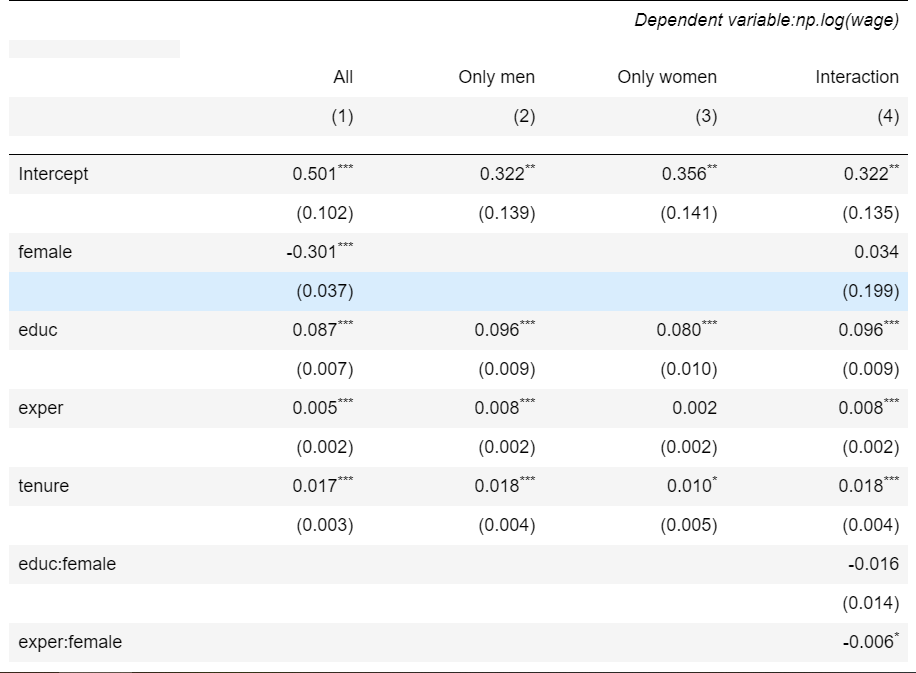 Dependent variable:np.log(wage)
All Only men Only women Interaction
(1) (2) (3) (4)
Intercept 0.501*** 0.322** 0.356** 0.322**
(0.102) (0.139) (0.141) (0.135)
female -0.301*** 0.034
(0.037) (0.199)
educ 0.087*** 0.096*** 0.080*** 0.096***
(0.007) (0.009) (0.010) (0.009)
exper 0.005*** 0.008*** 0.002 0.008***
(0.002) (0.002) (0.002) (0.002)
tenure 0.017*** 0.018*** 0.010* 0.018***
(0.003) (0.004) (0.005) (0.004)
educ:female -0.016
(0.014)
exper:female -0.006*